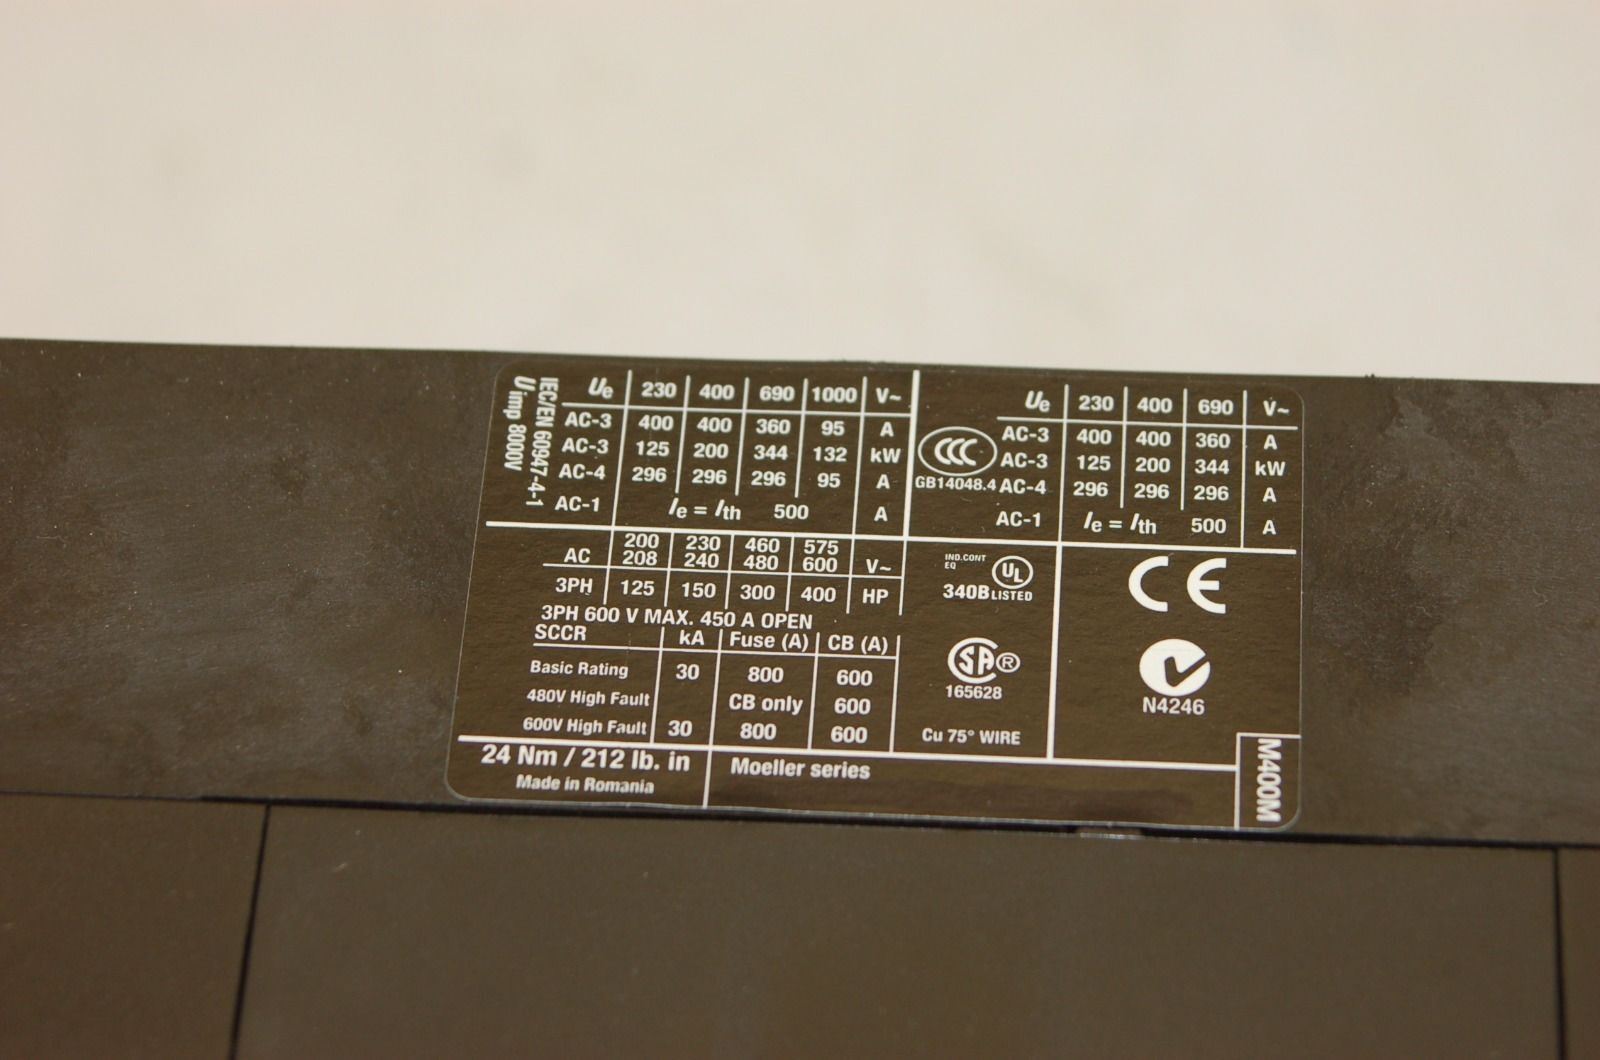 IEC/EN 60947-4-1
Uimp 8000V
Ue 230 400 690 1000 V~
AC-3 400 400 360 95 A
AC-3 125 200 344 132 kW
AC-4 296 296 296 95 A
AC-1 Ie = Ith 500 A
CCC
GB14048.4
Ue 230 400 690 V~
AC-3 400 400 360 A
AC-3 125 200 344 kW
AC-4 296 296 296 A
AC-1 Ie = Ith 500 A
200 230 460 575
AC 208 240 480 600 V~
3PH 125 150 300 400 HP
3PH 600 V MAX. 450 A OPEN
SCCR kA Fuse (A) CB (A)
Basic Rating 30 800 600
480V High Fault CB only 600
600V High Fault 30 800 600
IND.CONT
EQ
UL
340B LISTED
SA ®
165628
Cu 75° WIRE
CE
N4246
24 Nm / 212 lb. in
Made in Romania
Moeller series
M400M